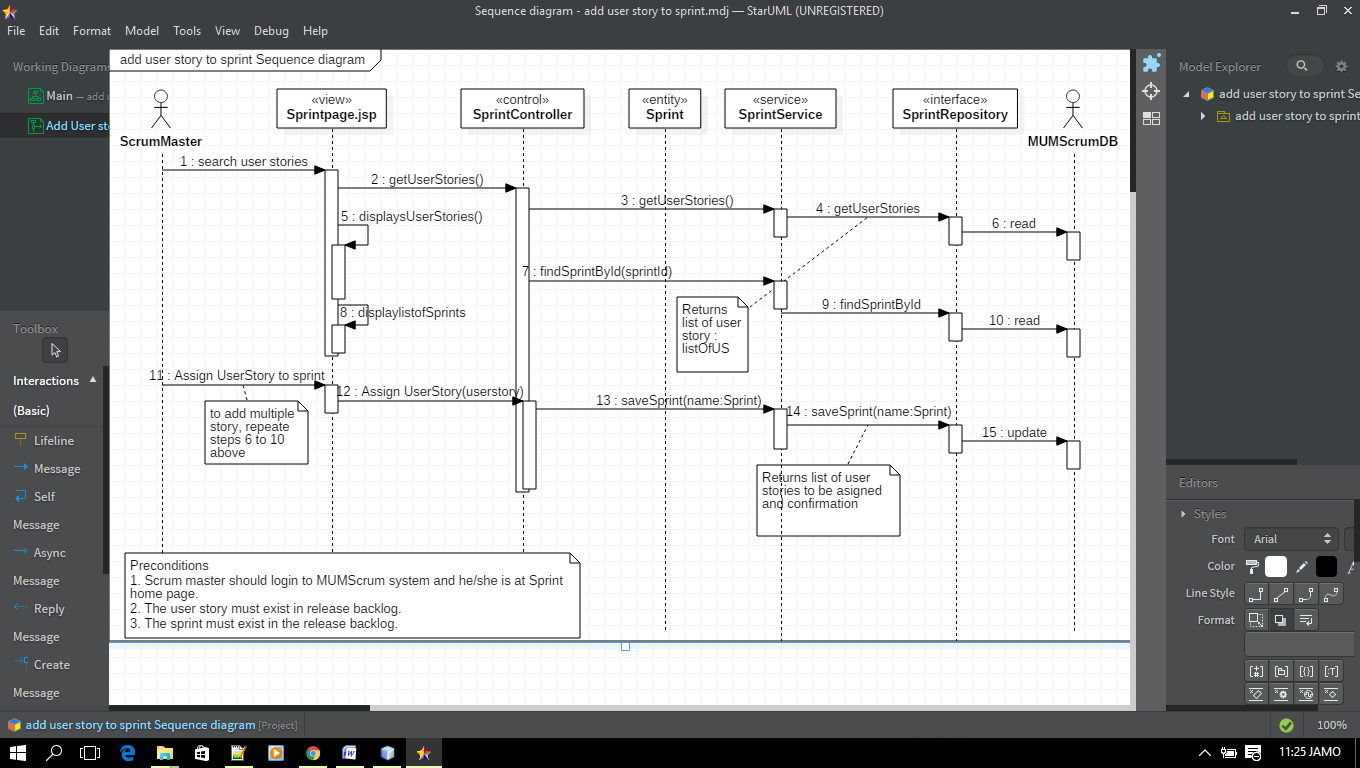 Sequence diagram - add user story to sprint.mdj — StarUML (UNREGISTERED)
File Edit Format Model Tools View Debug Help
Working Diagrams
Main — add u
Add User sto
add user story to sprint Sequence diagram
ScrumMaster
«view»
Sprintpage.jsp
«control»
SprintController
«entity»
Sprint
«service»
SprintService
«interface»
SprintRepository
MUMScrumDB
1 : search user stories
2 : getUserStories()
3 : getUserStories()
4 : getUserStories
5 : displaysUserStories()
6 : read
7 : findSprintById(sprintId)
8 : displaylistofSprints
9 : findSprintById
10 : read
Returns
list of user
story :
listOfUS
11 : Assign UserStory to sprint
12 : Assign UserStory(userstory)
13 : saveSprint(name:Sprint)
14 : saveSprint(name:Sprint)
15 : update
to add multiple
story, repeate
steps 6 to 10
above
Returns list of user
stories to be asigned
and confirmation
Preconditions
1. Scrum master should login to MUMScrum system and he/she is at Sprint
home page.
2. The user story must exist in release backlog.
3. The sprint must exist in the release backlog.
Toolbox
Interactions
(Basic)
Lifeline
Message
Self
Message
Async
Message
Reply
Message
Create
Message
Model Explorer
add user story to sprint Se
add user story to sprint
Editors
Styles
Font Arial
Color
Line Style
Format
add user story to sprint Sequence diagram [Project]
100%
11:25 JAMO